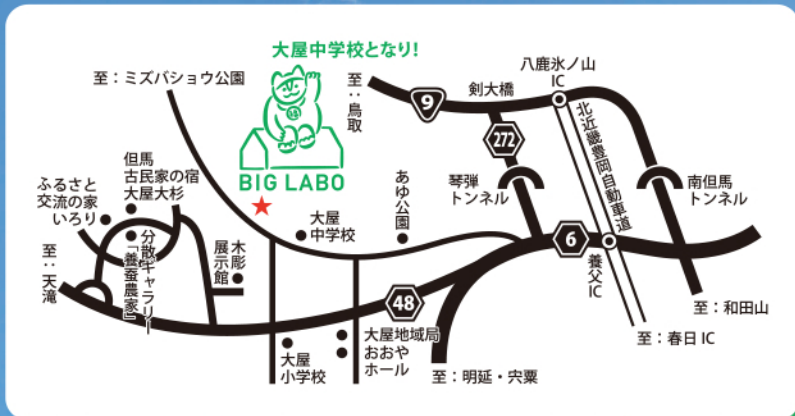 大屋中学校となり!
至：ミズバショウ公園
BIG LABO
至：鳥取
9
剣大橋
八鹿氷ノ山
IC
272
北近畿豊岡自動車道
琴弾
トンネル
南但馬
トンネル
あゆ公園
ふるさと
交流の家
いろり
但馬
古民家の宿
大屋大杉
大屋
中学校
木彫
展示館
分散ギャラリー
「養蚕農家」
至：天滝
6
養父IC
48
大屋地域局
おおや
ホール
大屋
小学校
至：明延・宍粟
至：和田山
至：春日 IC